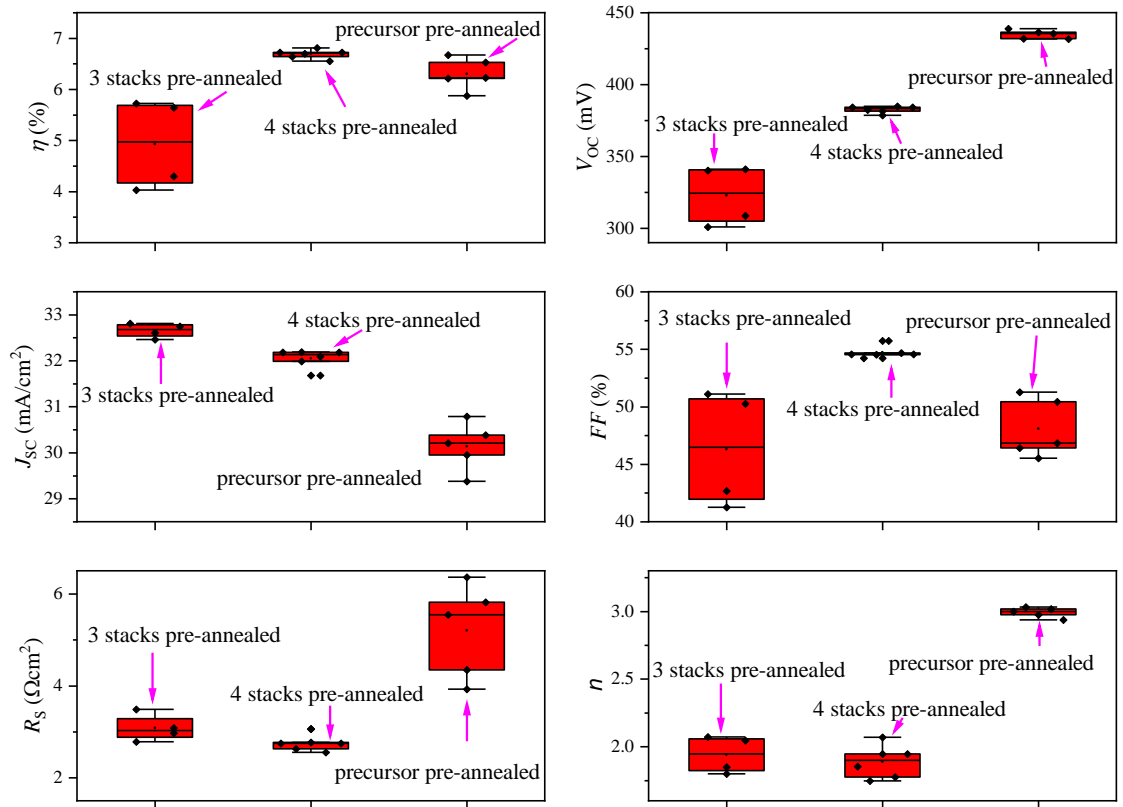 7
6
5
4
3
η (%)
3 stacks pre-annealed
4 stacks pre-annealed
precursor pre-annealed
450
400
350
300
V_OC (mV)
3 stacks pre-annealed
4 stacks pre-annealed
precursor pre-annealed
33
32
31
30
29
J_SC (mA/cm²)
3 stacks pre-annealed
4 stacks pre-annealed
precursor pre-annealed
60
55
50
45
40
FF (%)
3 stacks pre-annealed
4 stacks pre-annealed
precursor pre-annealed
6
4
2
R_S (Ωcm²)
3 stacks pre-annealed
4 stacks pre-annealed
precursor pre-annealed
3.0
2.5
2.0
n
3 stacks pre-annealed
4 stacks pre-annealed
precursor pre-annealed